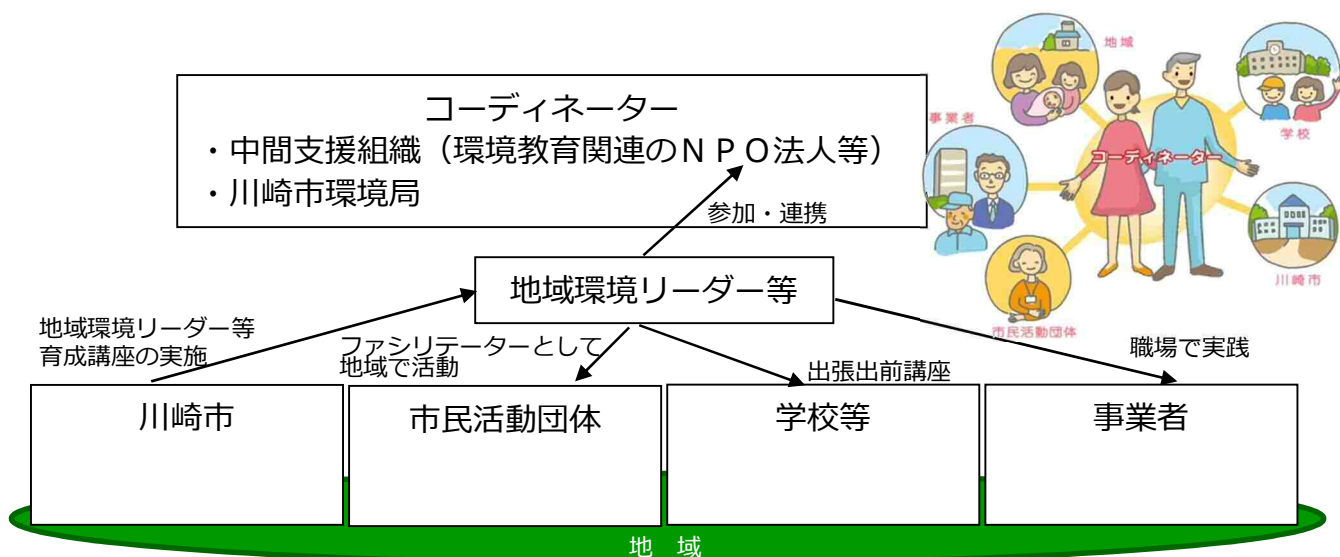 コーディネーター
・中間支援組織（環境教育関連のＮＰＯ法人等）
・川崎市環境局
地域
学校
事業者
コーディネーター
川崎市
市民活動団体
参加・連携
地域環境リーダー等
地域環境リーダー等
育成講座の実施
ファシリテーターとして
地域で活動
出張出前講座
職場で実践
川崎市
市民活動団体
学校等
事業者
地　域